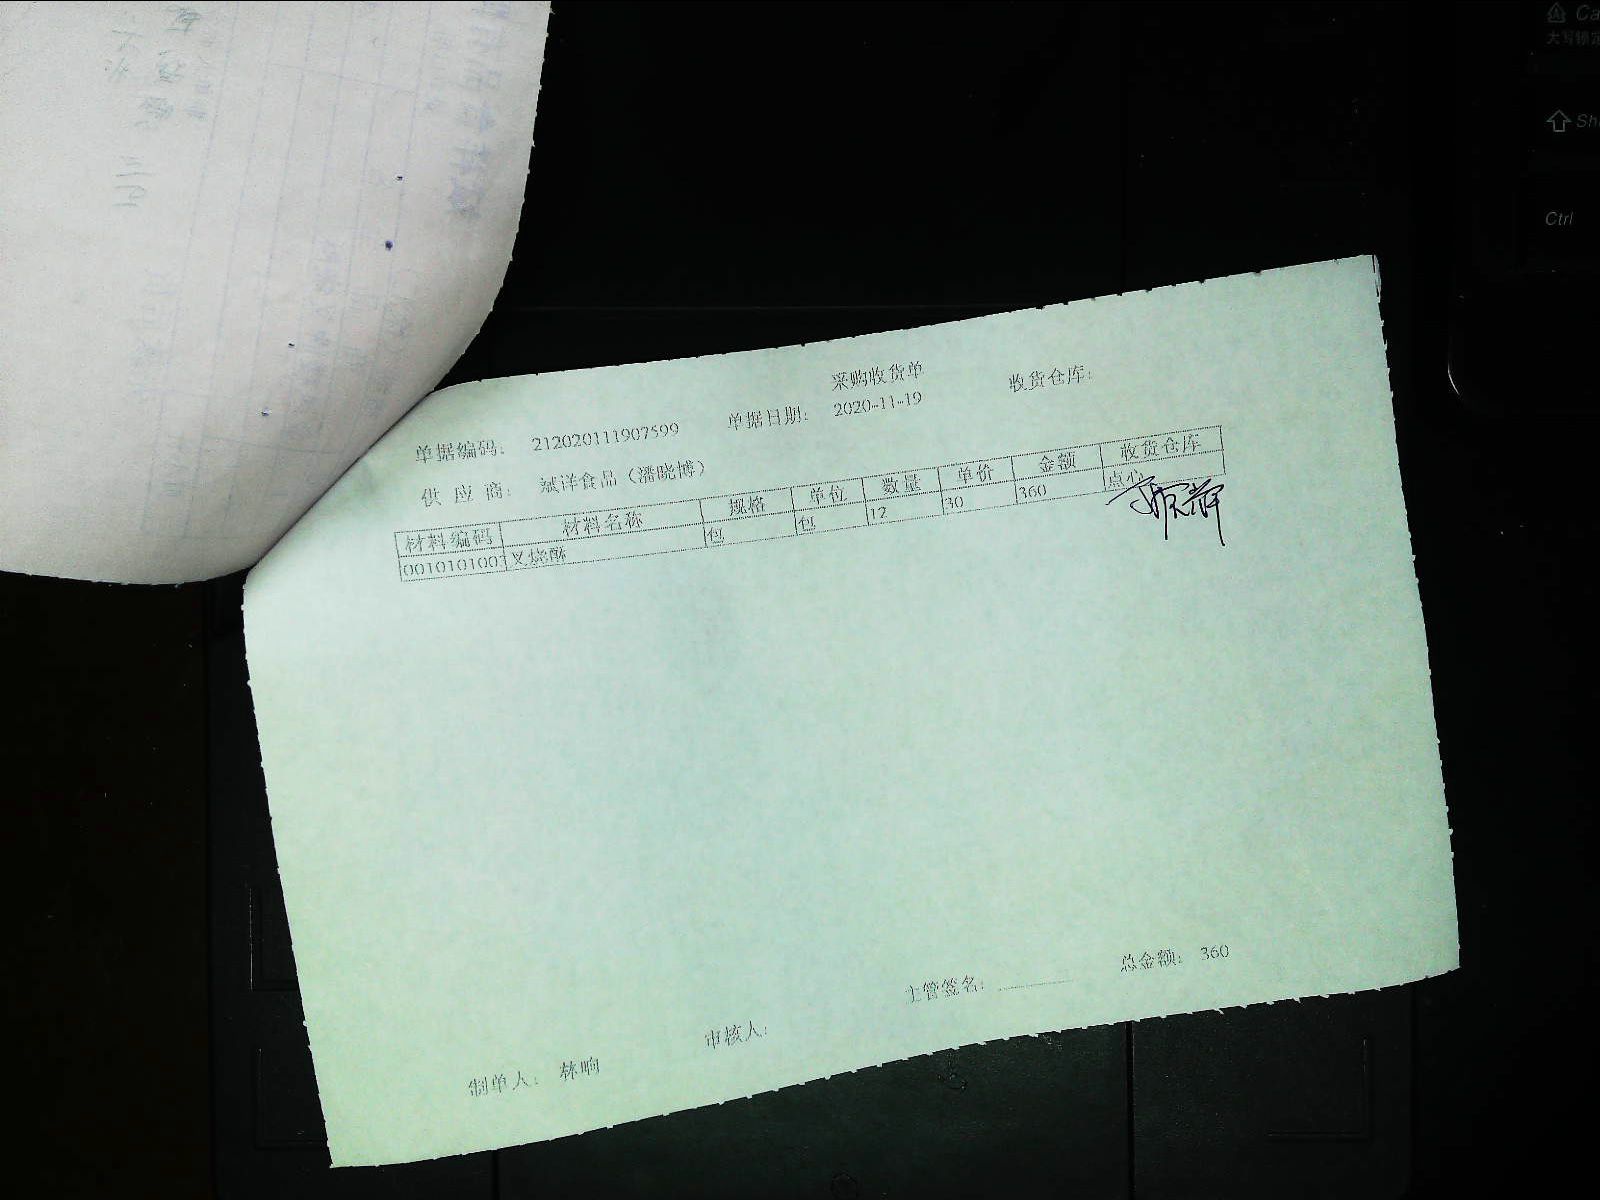 采购收货单
单据编码: 212020111907599 单据日期: 2020-11-19 收货仓库:
供 应 商: 斌洋食品（潘晓博）
材料编码 材料名称 规格 单位 数量 单价 金额 收货仓库
001010100 叉烧酥 包 包 12 30 360 点心
主管签名: 总金额: 360
制单人: 林响 审核人:
Ctrl